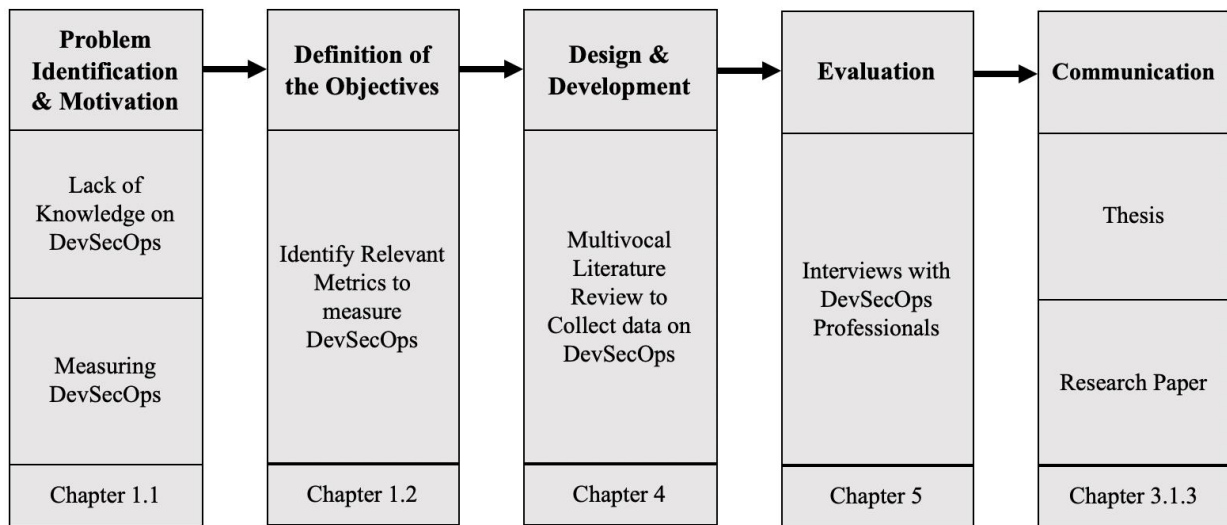 Problem
Identification
& Motivation
Lack of
Knowledge on
DevSecOps
Measuring
DevSecOps
Chapter 1.1
Definition of
the Objectives
Identify Relevant
Metrics to
measure
DevSecOps
Chapter 1.2
Design &
Development
Multivocal
Literature
Review to
Collect data on
DevSecOps
Chapter 4
Evaluation
Interviews with
DevSecOps
Professionals
Chapter 5
Communication
Thesis
Research Paper
Chapter 3.1.3